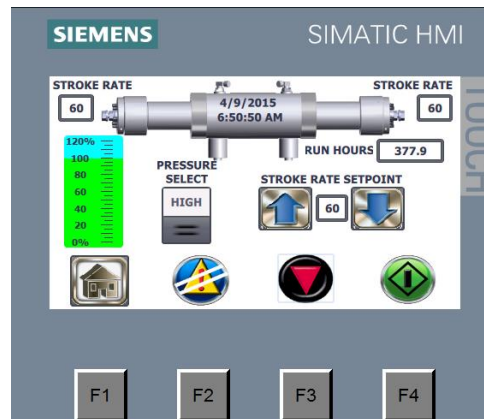 SIEMENS
SIMATIC HMI
TOUCH
STROKE RATE
60
4/9/2015
6:50:50 AM
STROKE RATE
60
RUN HOURS 377.9
120%
100
80
60
40
20
0%
PRESSURE
SELECT
HIGH
STROKE RATE SETPOINT
60
F1 F2 F3 F4